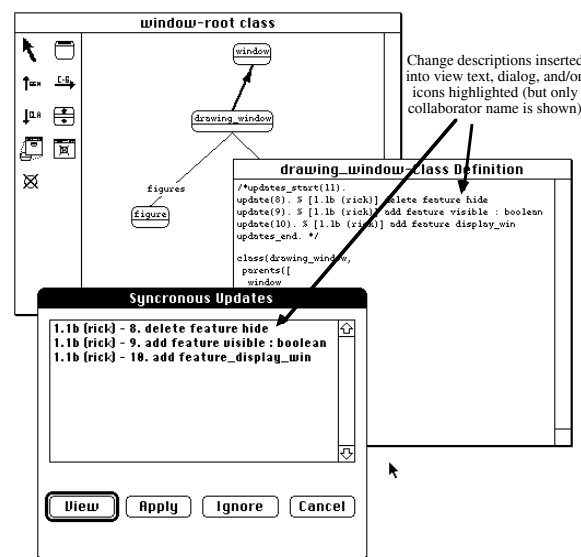 window-root class
window
Change descriptions inserted
into view text, dialog, and/or
icons highlighted (but only
collaborator name is shown)
drawing_window
figures
figure
drawing_window-Class Definition
/*updates_start(11).
update(8). % [1.1b (rick)] delete feature hide
update(9). % [1.1b (rick)] add feature visible : boolean
update(10). % [1.1b (rick)] add feature display_win
updates_end. */
class(drawing_window,
parents([
window
Syncronous Updates
1.1b (rick) - 8. delete feature hide
1.1b (rick) - 9. add feature visible : boolean
1.1b (rick) - 10. add feature_display_win
View
Apply
Ignore
Cancel